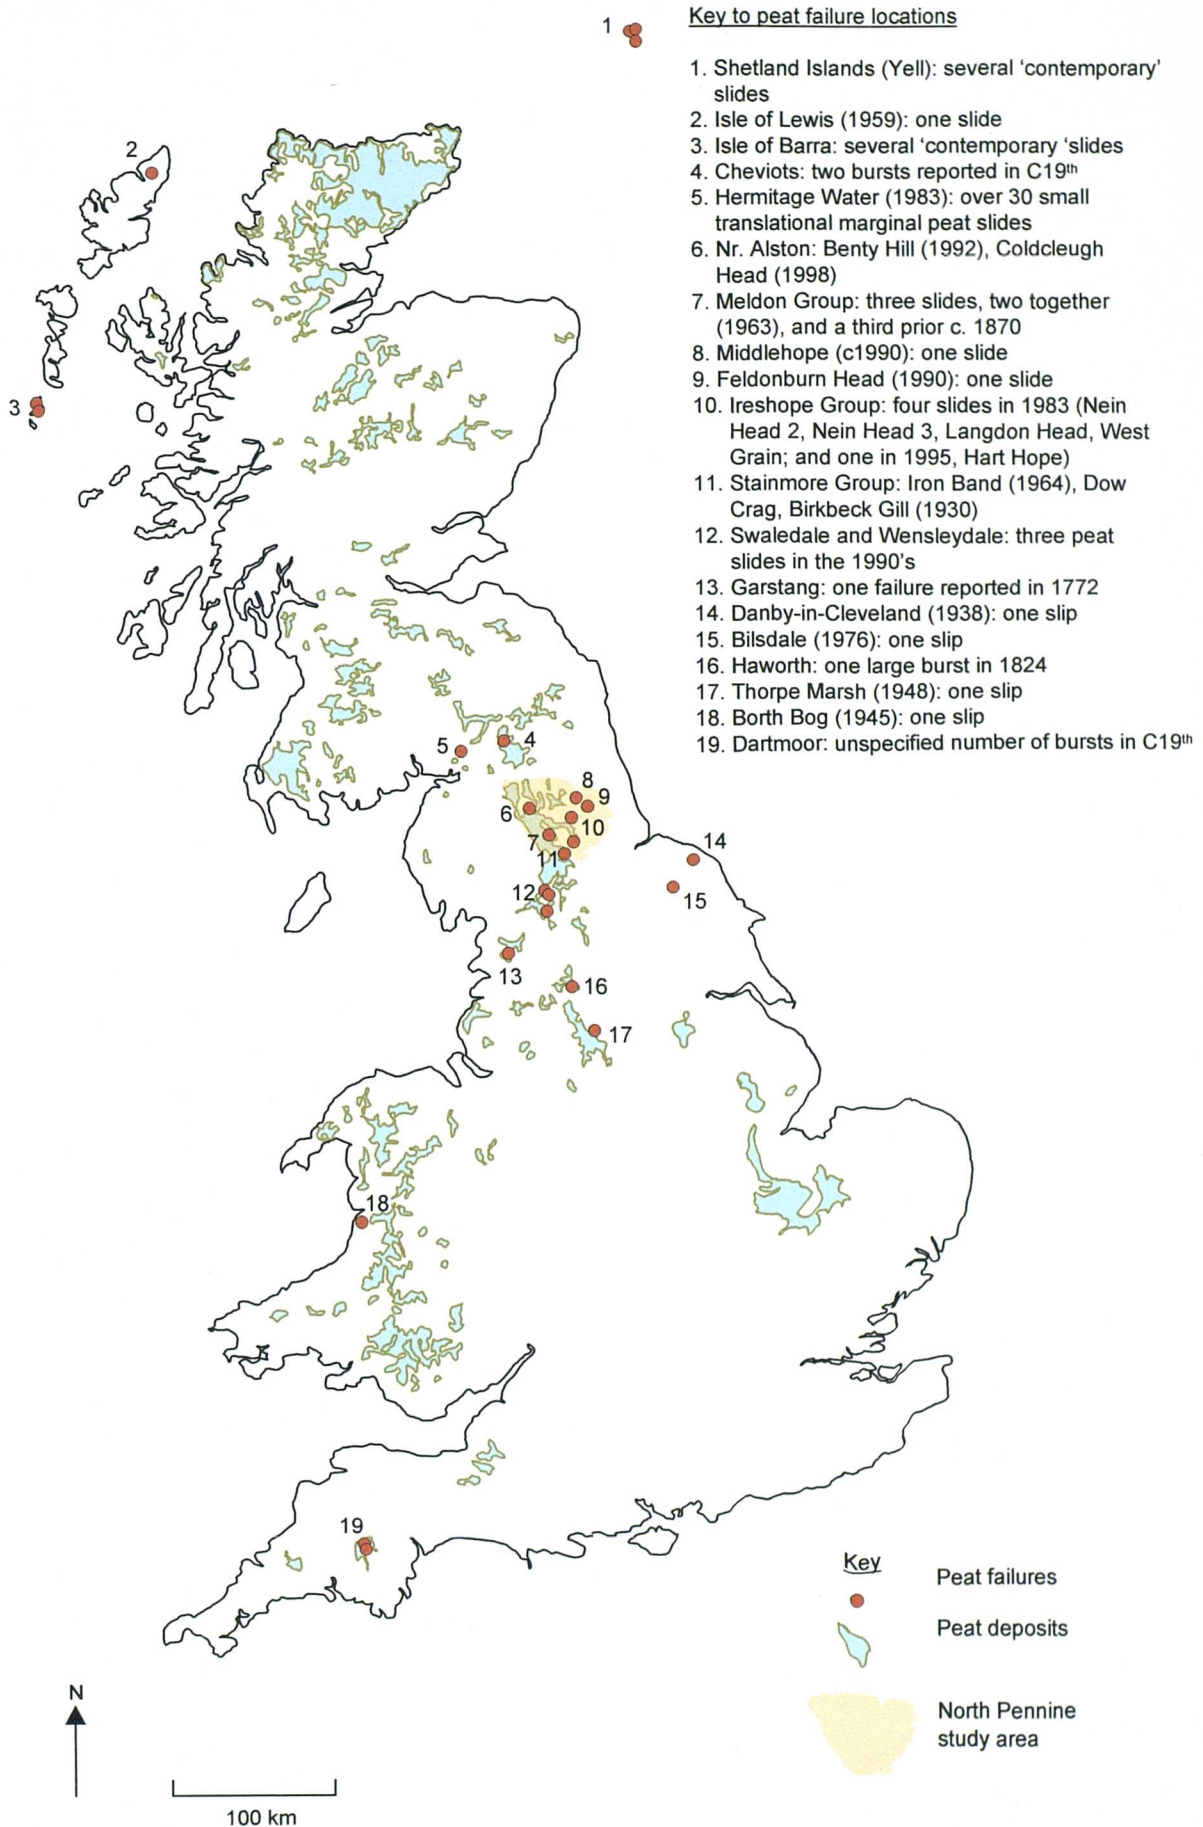 Key to peat failure locations
1. Shetland Islands (Yell): several 'contemporary'
slides
2. Isle of Lewis (1959): one slide
3. Isle of Barra: several 'contemporary 'slides
4. Cheviots: two bursts reported in C19th
5. Hermitage Water (1983): over 30 small
translational marginal peat slides
6. Nr. Alston: Benty Hill (1992), Coldcleugh
Head (1998)
7. Meldon Group: three slides, two together
(1963), and a third prior c. 1870
8. Middlehope (c1990): one slide
9. Feldonburn Head (1990): one slide
10. Ireshope Group: four slides in 1983 (Nein
Head 2, Nein Head 3, Langdon Head, West
Grain; and one in 1995, Hart Hope)
11. Stainmore Group: Iron Band (1964), Dow
Crag, Birkbeck Gill (1930)
12. Swaledale and Wensleydale: three peat
slides in the 1990's
13. Garstang: one failure reported in 1772
14. Danby-in-Cleveland (1938): one slip
15. Bilsdale (1976): one slip
16. Haworth: one large burst in 1824
17. Thorpe Marsh (1948): one slip
18. Borth Bog (1945): one slip
19. Dartmoor: unspecified number of bursts in C19th
1
2
3
4
5
6
7
8
9
10
11
12
13
14
15
16
17
18
19
Key
Peat failures
Peat deposits
North Pennine
study area
N
100 km